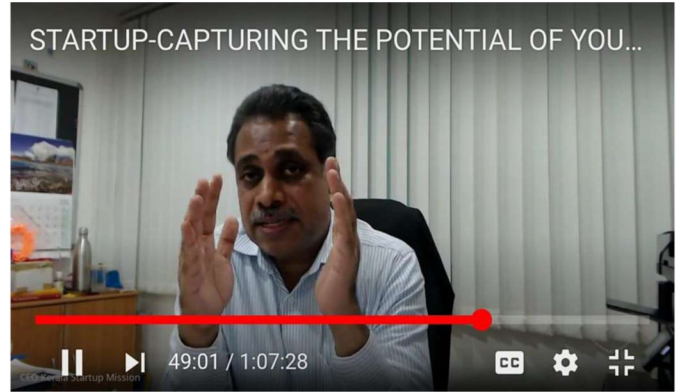 STARTUP-CAPTURING THE POTENTIAL OF YOU...
49:01 / 1:07:28
CC
CEO Kerala Startup Mission